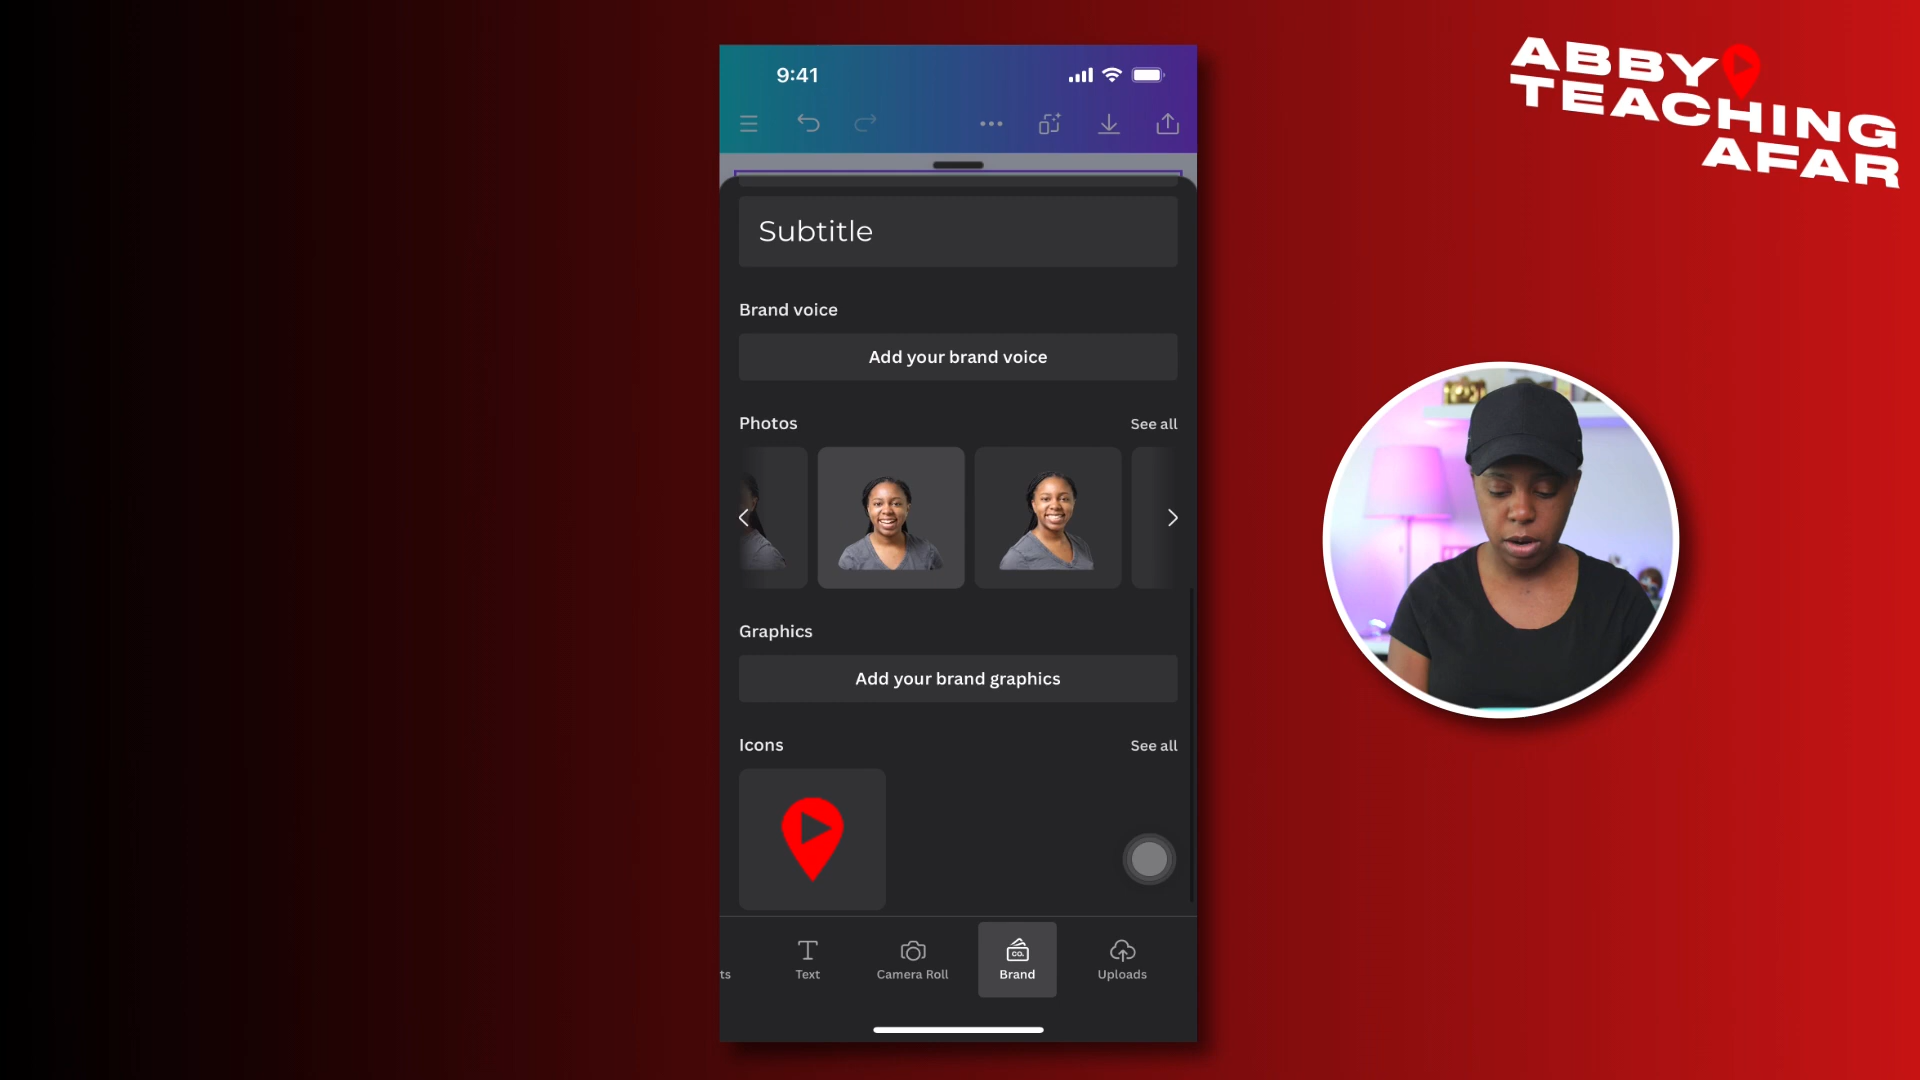 9:41
ABBY
TEACHING
AFAR
Subtitle
Brand voice
Add your brand voice
Photos
See all
Graphics
Add your brand graphics
Icons
See all
CO.
ts
Text
Camera Roll
Brand
Uploads